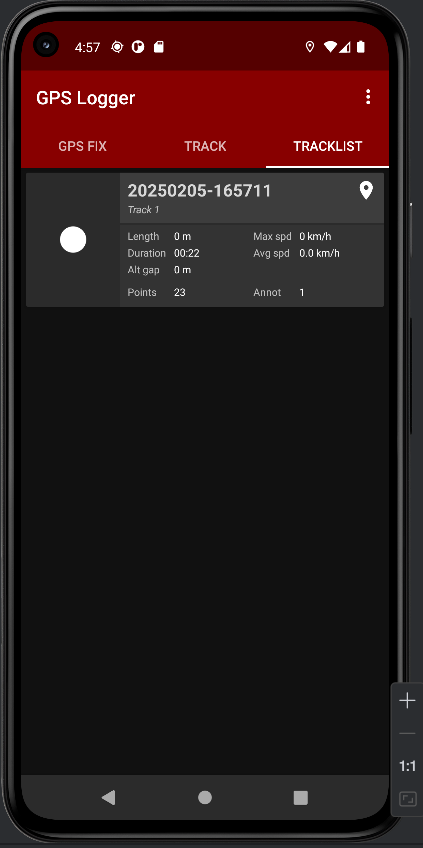 4:57
GPS Logger
GPS FIX TRACK TRACKLIST
20250205-165711
Track 1
Length 0 m Max spd 0 km/h
Duration 00:22 Avg spd 0.0 km/h
Alt gap 0 m
Points 23 Annot 1
1:1